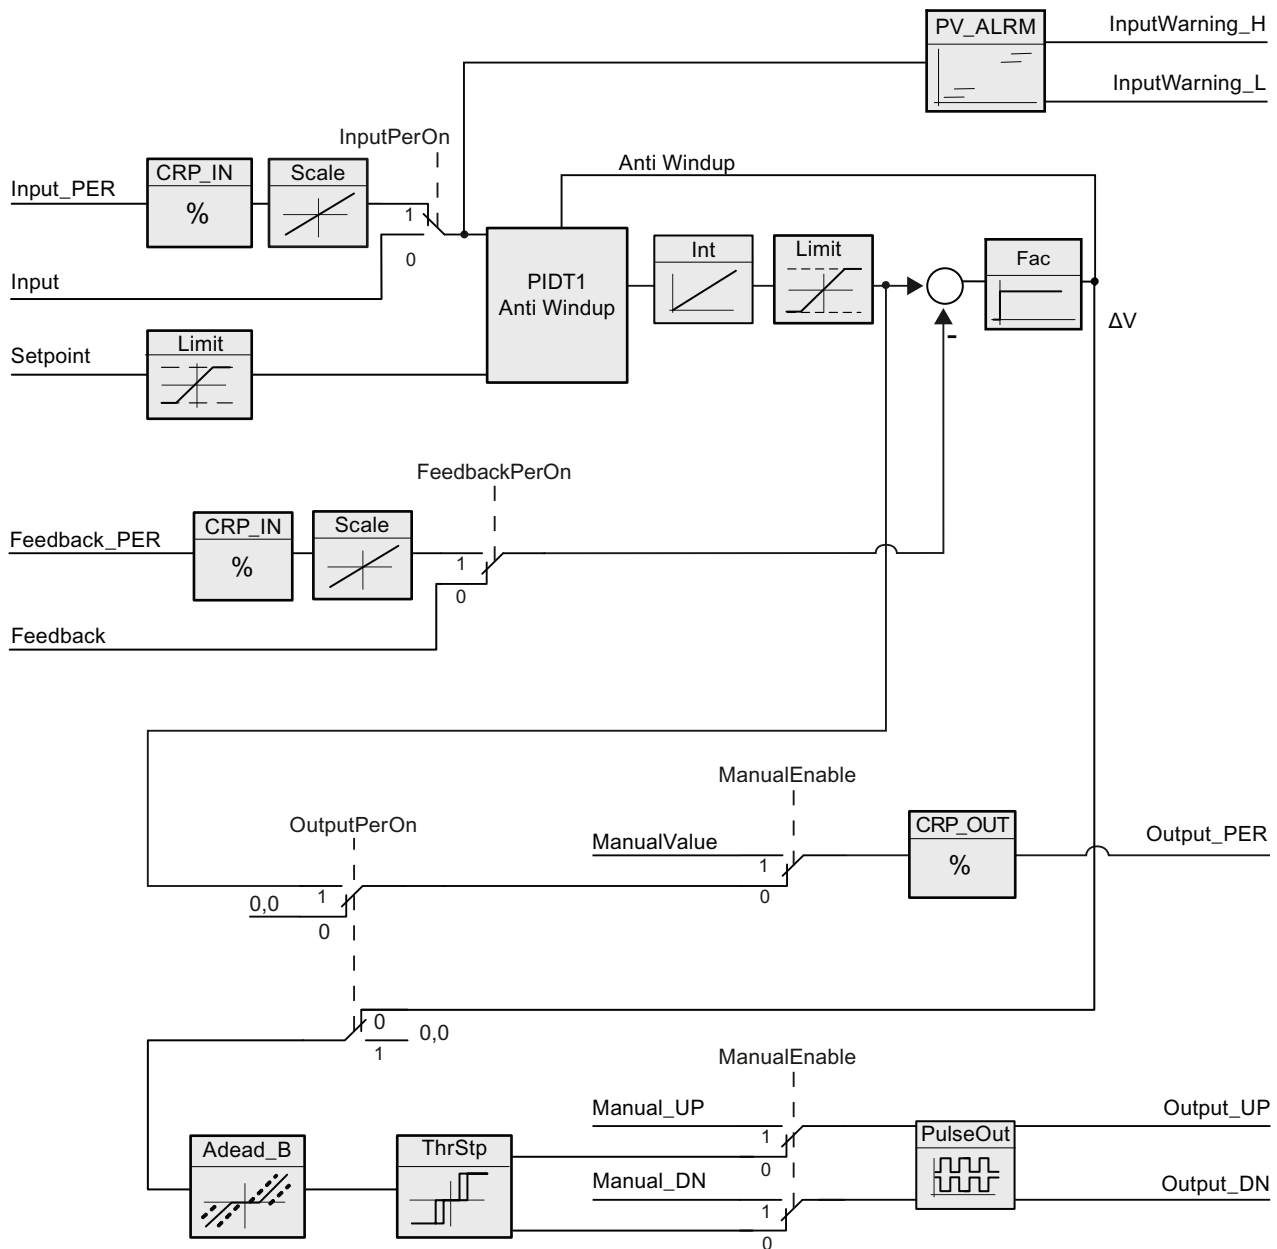 PV_ALRM
InputWarning_H
InputWarning_L
InputPerOn
Anti Windup
Input_PER
CRP_IN
%
Scale
1
0
Input
PIDT1
Anti Windup
Int
Limit
Fac
ΔV
-
Setpoint
Limit
FeedbackPerOn
Feedback_PER
CRP_IN
%
Scale
1
0
Feedback
ManualEnable
OutputPerOn
ManualValue
1
0
CRP_OUT
%
Output_PER
0,0
1
0
0
1
0,0
ManualEnable
Manual_UP
1
0
Output_UP
PulseOut
Adead_B
ThrStp
Manual_DN
1
0
Output_DN